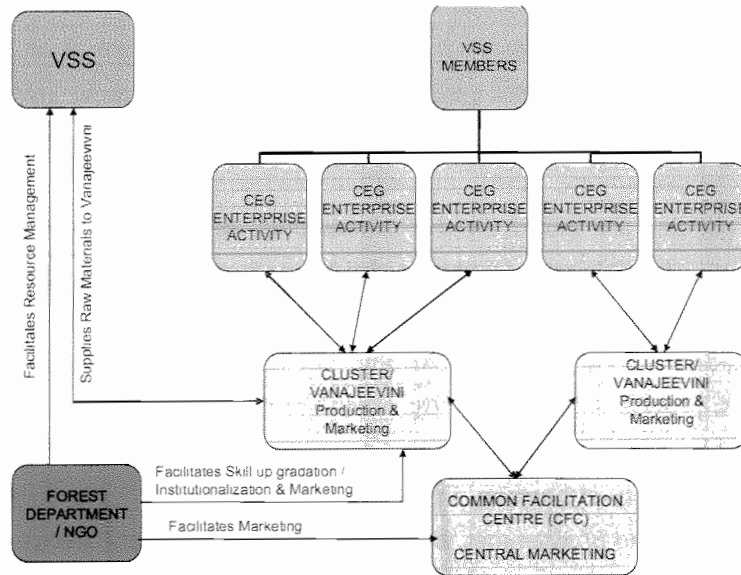 VSS
VSS
MEMBERS
Facilitates Resource Management
Supplies Raw Materials to Vanajeevivni
CEG
ENTERPRISE
ACTIVITY
CEG
ENTERPRISE
ACTIVITY
CEG
ENTERPRISE
ACTIVITY
CEG
ENTERPRISE
ACTIVITY
CEG
ENTERPRISE
ACTIVITY
CLUSTER/
VANAJEEVINI
Production &
Marketing
CLUSTER/
VANAJEEVINI
Production &
Marketing
FOREST
DEPARTMENT
/ NGO
Facilitates Skill up gradation /
Institutionalization & Marketing
Facilitates Marketing
COMMON FACILITATION
CENTRE (CFC)
CENTRAL MARKETING